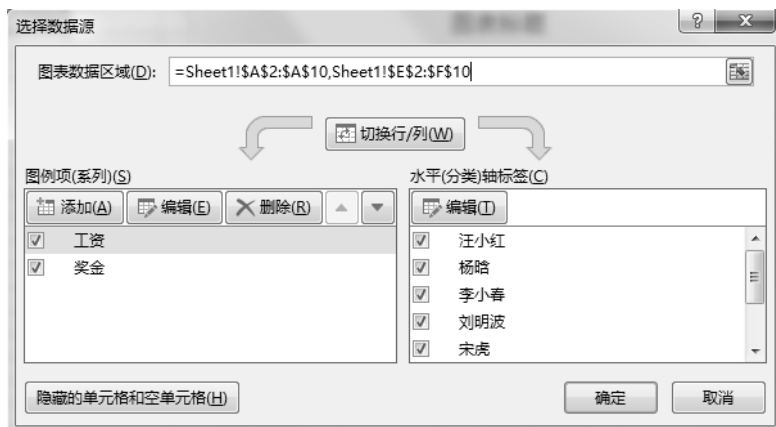 选择数据源
图表数据区域(D): =Sheet1!$A$2:$A$10,Sheet1!$E$2:$F$10
切换行/列(W)
图例项(系列)(S)
水平(分类)轴标签(C)
添加(A) 编辑(E) 删除(R)
编辑(T)
工资
奖金
汪小红
杨晗
李小春
刘明波
宋虎
隐藏的单元格和空单元格(H)
确定 取消